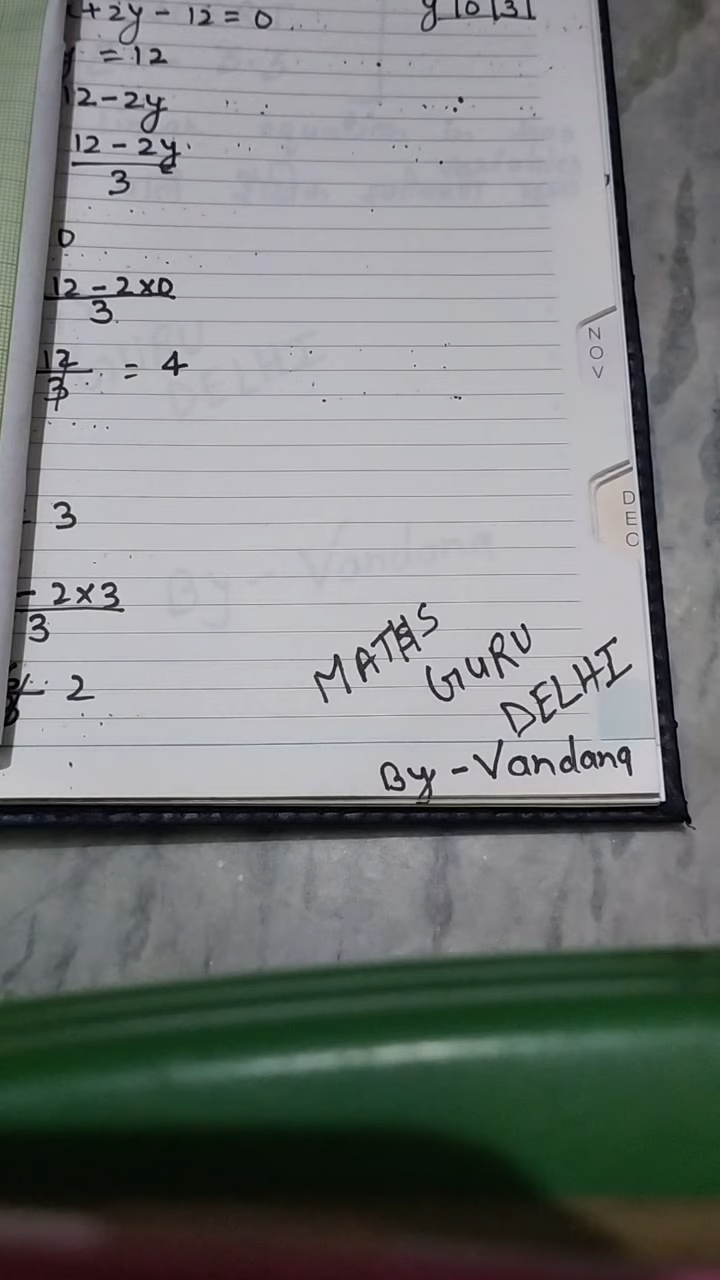 +2y - 12 = 0
y | 0 | 3 |
= 12
12 - 2y
12 - 2y
3
0
12 - 2×0
3
12
3
= 4
3
- 2×3
3
2
NOV
DEC
MATHS
GURU
DELHI
By - Vandana